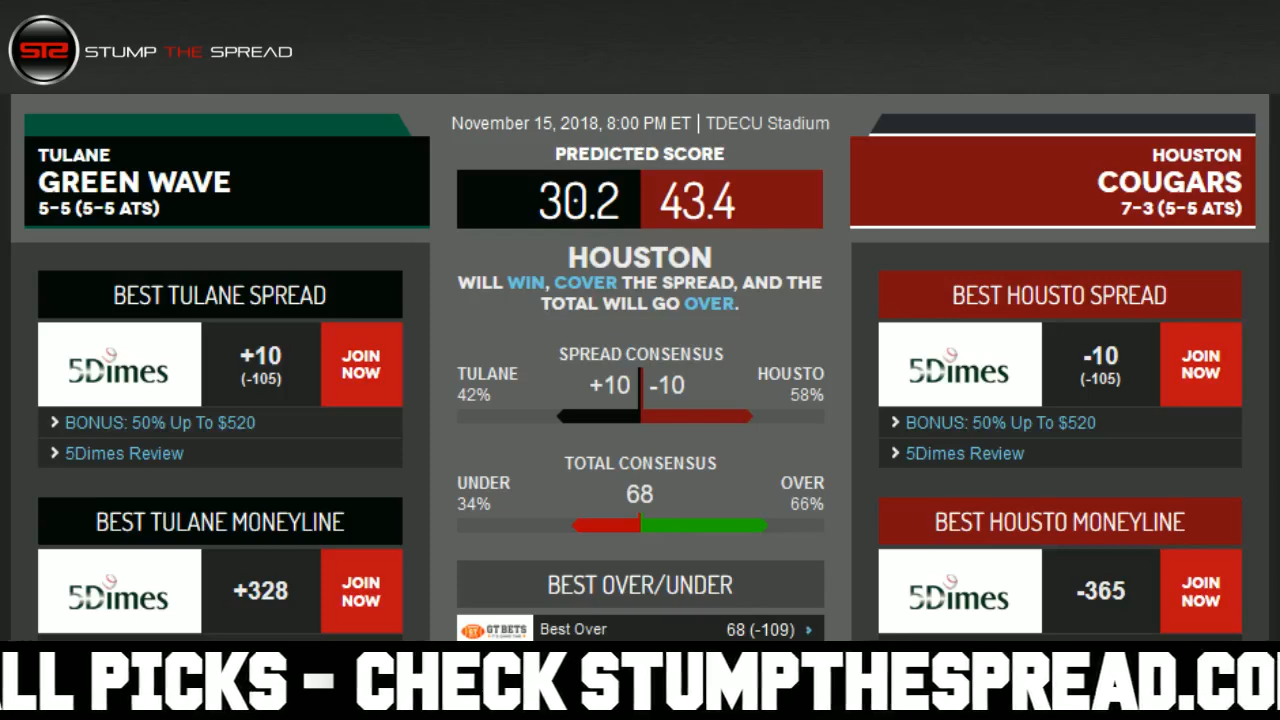 STS STUMP THE SPREAD
November 15, 2018, 8:00 PM ET | TDECU Stadium
TULANE
GREEN WAVE
5-5 (5-5 ATS)
PREDICTED SCORE
30.2 43.4
HOUSTON
COUGARS
7-3 (5-5 ATS)
HOUSTON
WILL WIN, COVER THE SPREAD, AND THE
TOTAL WILL GO OVER.
BEST TULANE SPREAD
5Dimes
+10
(-105)
JOIN
NOW
BONUS: 50% Up To $520
5Dimes Review
BEST TULANE MONEYLINE
5Dimes
+328
JOIN
NOW
SPREAD CONSENSUS
TULANE
42%
+10 -10
HOUSTO
58%
TOTAL CONSENSUS
UNDER
34%
68
OVER
66%
BEST OVER/UNDER
GT BETS
Best Over
68 (-109)
BEST HOUSTO SPREAD
5Dimes
-10
(-105)
JOIN
NOW
BONUS: 50% Up To $520
5Dimes Review
BEST HOUSTO MONEYLINE
5Dimes
-365
JOIN
NOW
ALL PICKS - CHECK STUMPTHESPREAD.CO